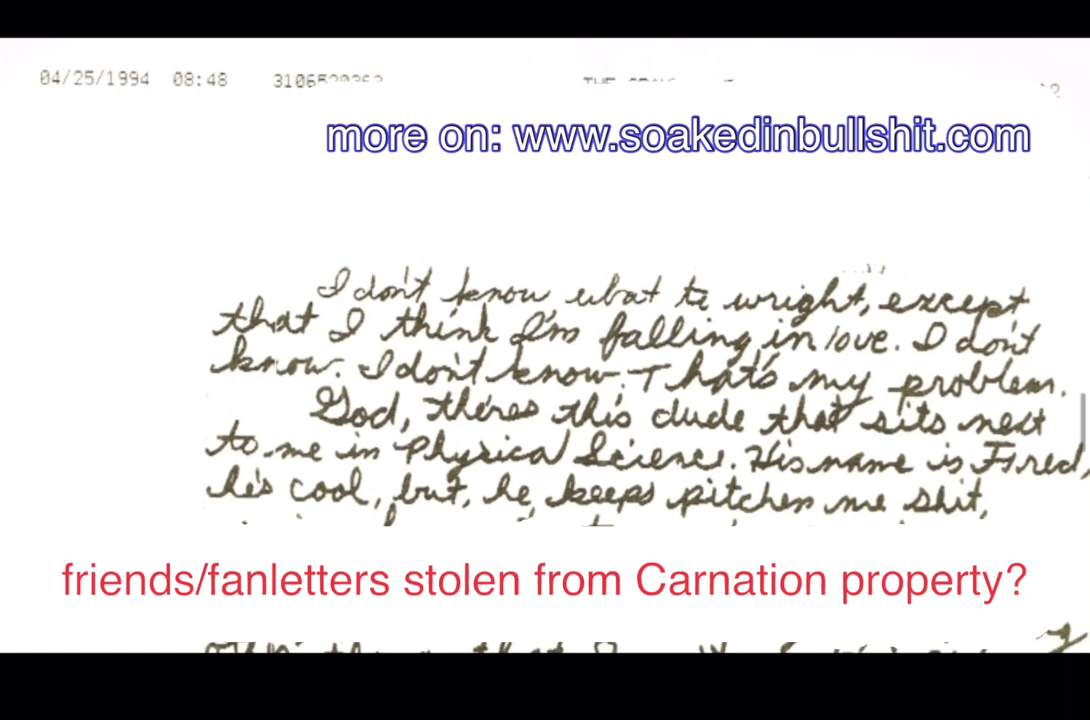 04/25/1994 08:48
more on: www.soakedinbullshit.com
I don't know what to wright, except
that I think I'm falling in love. I don't
know. I don't know. That's my problem.
God, theres this dude that sits next
to me in Physical Science. His name is Fred,
he's cool, but, he keeps pitchen me shit,
friends/fanletters stolen from Carnation property?